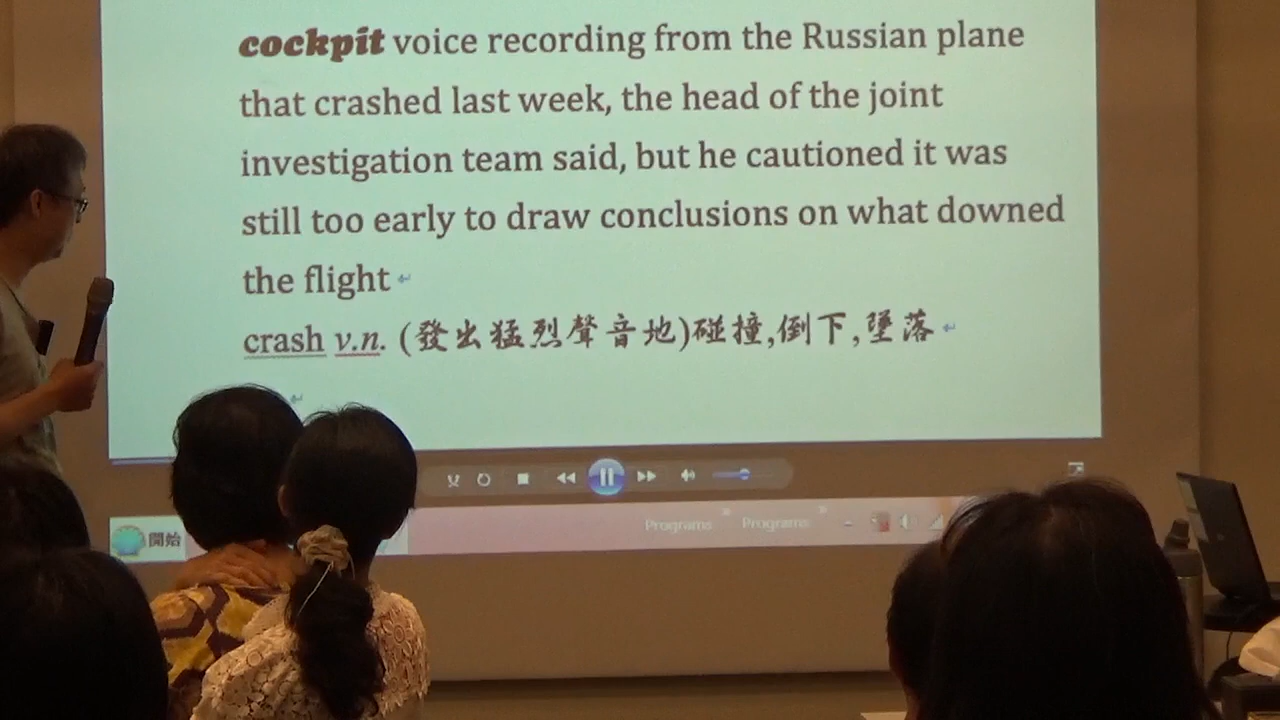 cockpit voice recording from the Russian plane
that crashed last week, the head of the joint
investigation team said, but he cautioned it was
still too early to draw conclusions on what downed
the flight
crash v.n. (發出猛烈聲音地)碰撞,倒下,墜落
開始 Programs Programs